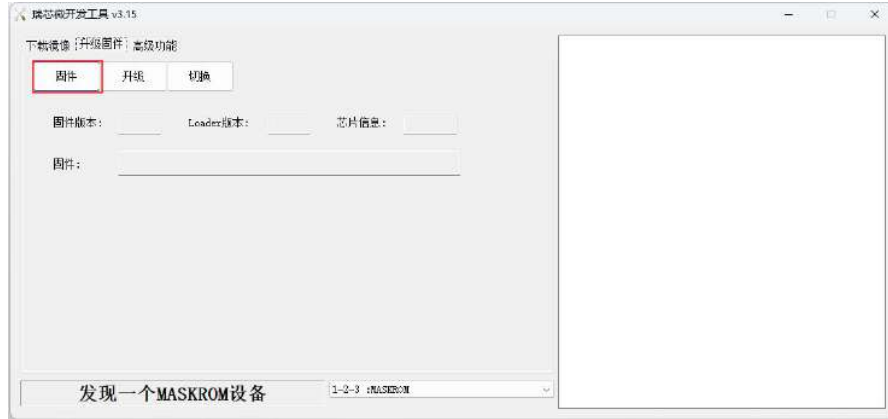 瑞芯微开发工具 v3.15
下载镜像 升级固件 高级功能
固件 升级 切换
固件版本： Loader版本： 芯片信息：
固件：
发现一个MASKROM设备 1-2-3 :MASKROM